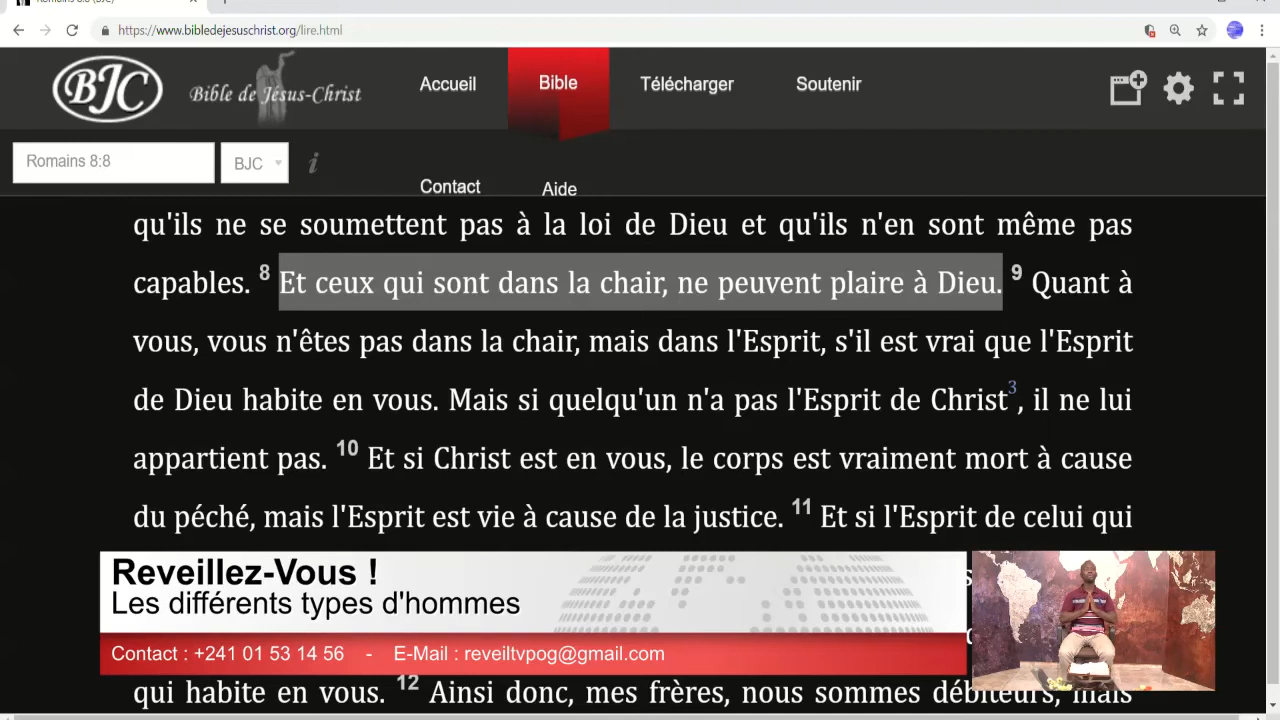 Romains 8:8 (BJC)
https://www.bibledejesuschrist.org/lire.html
BJC
Bible de Jésus-Christ
Accueil
Bible
Télécharger
Soutenir
Romains 8:8
BJC
i
Contact
Aide
qu'ils ne se soumettent pas à la loi de Dieu et qu'ils n'en sont même pas
capables. 8 Et ceux qui sont dans la chair, ne peuvent plaire à Dieu. 9 Quant à
vous, vous n'êtes pas dans la chair, mais dans l'Esprit, s'il est vrai que l'Esprit
de Dieu habite en vous. Mais si quelqu'un n'a pas l'Esprit de Christ3, il ne lui
appartient pas. 10 Et si Christ est en vous, le corps est vraiment mort à cause
du péché, mais l'Esprit est vie à cause de la justice. 11 Et si l'Esprit de celui qui
Reveillez-Vous !
Les différents types d'hommes
Contact : +241 01 53 14 56 - E-Mail : reveiltvpog@gmail.com
qui habite en vous. 12 Ainsi donc, mes frères, nous sommes débiteurs, mais